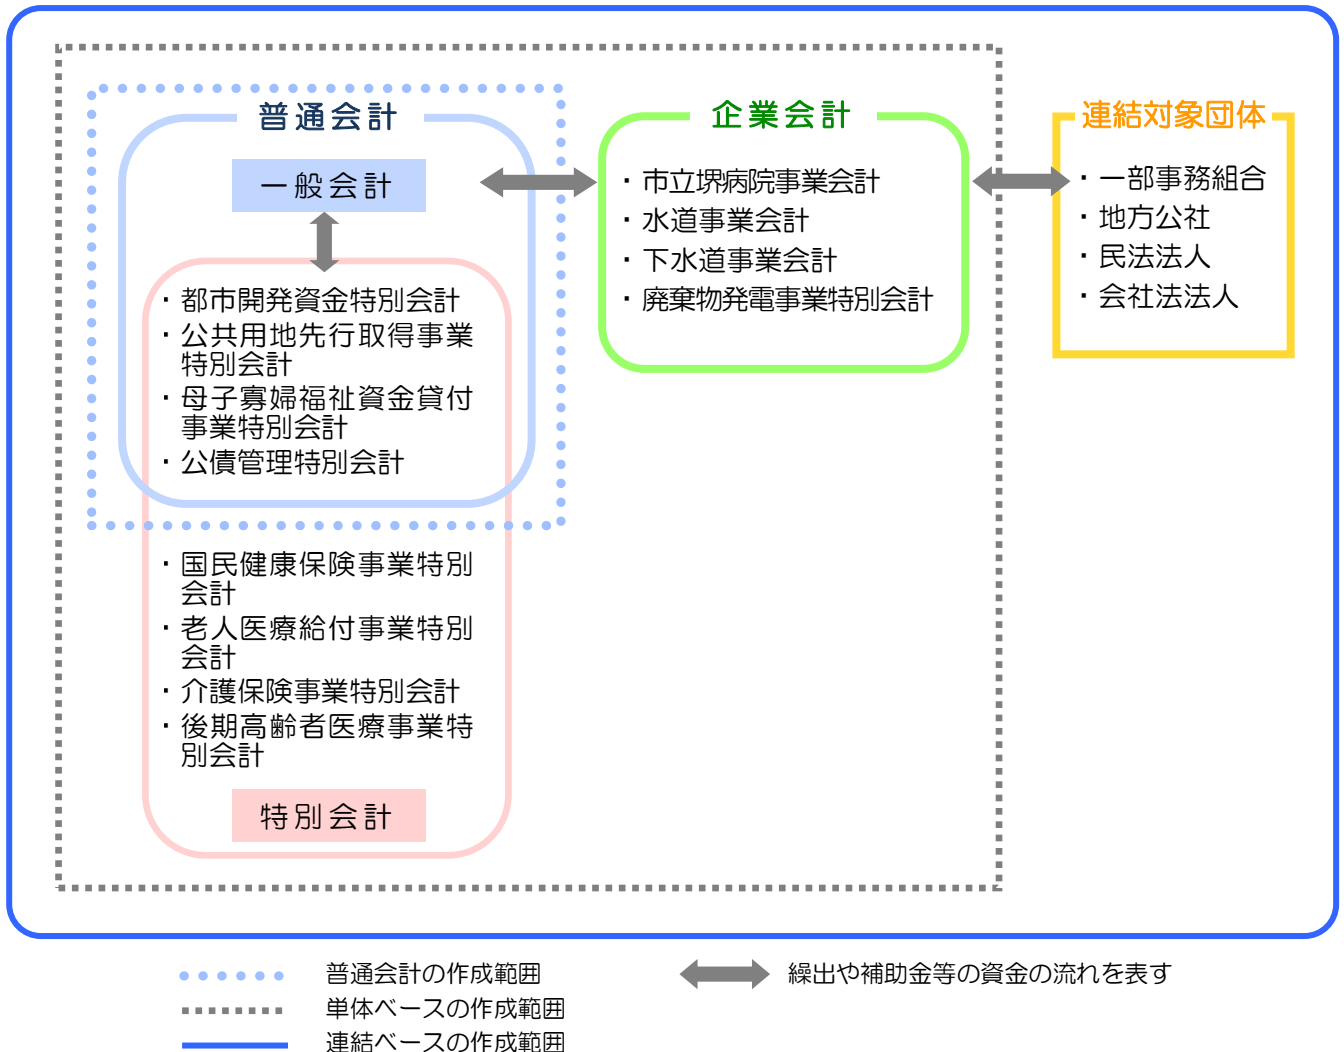 普通会計
一般会計
・都市開発資金特別会計
・公共用地先行取得事業
特別会計
・母子寡婦福祉資金貸付
事業特別会計
・公債管理特別会計
・国民健康保険事業特別
会計
・老人医療給付事業特別
会計
・介護保険事業特別会計
・後期高齢者医療事業特
別会計
特別会計
企業会計
・市立堺病院事業会計
・水道事業会計
・下水道事業会計
・廃棄物発電事業特別会計
連結対象団体
・一部事務組合
・地方公社
・民法法人
・会社法法人
普通会計の作成範囲
単体ベースの作成範囲
連結ベースの作成範囲
繰出や補助金等の資金の流れを表す